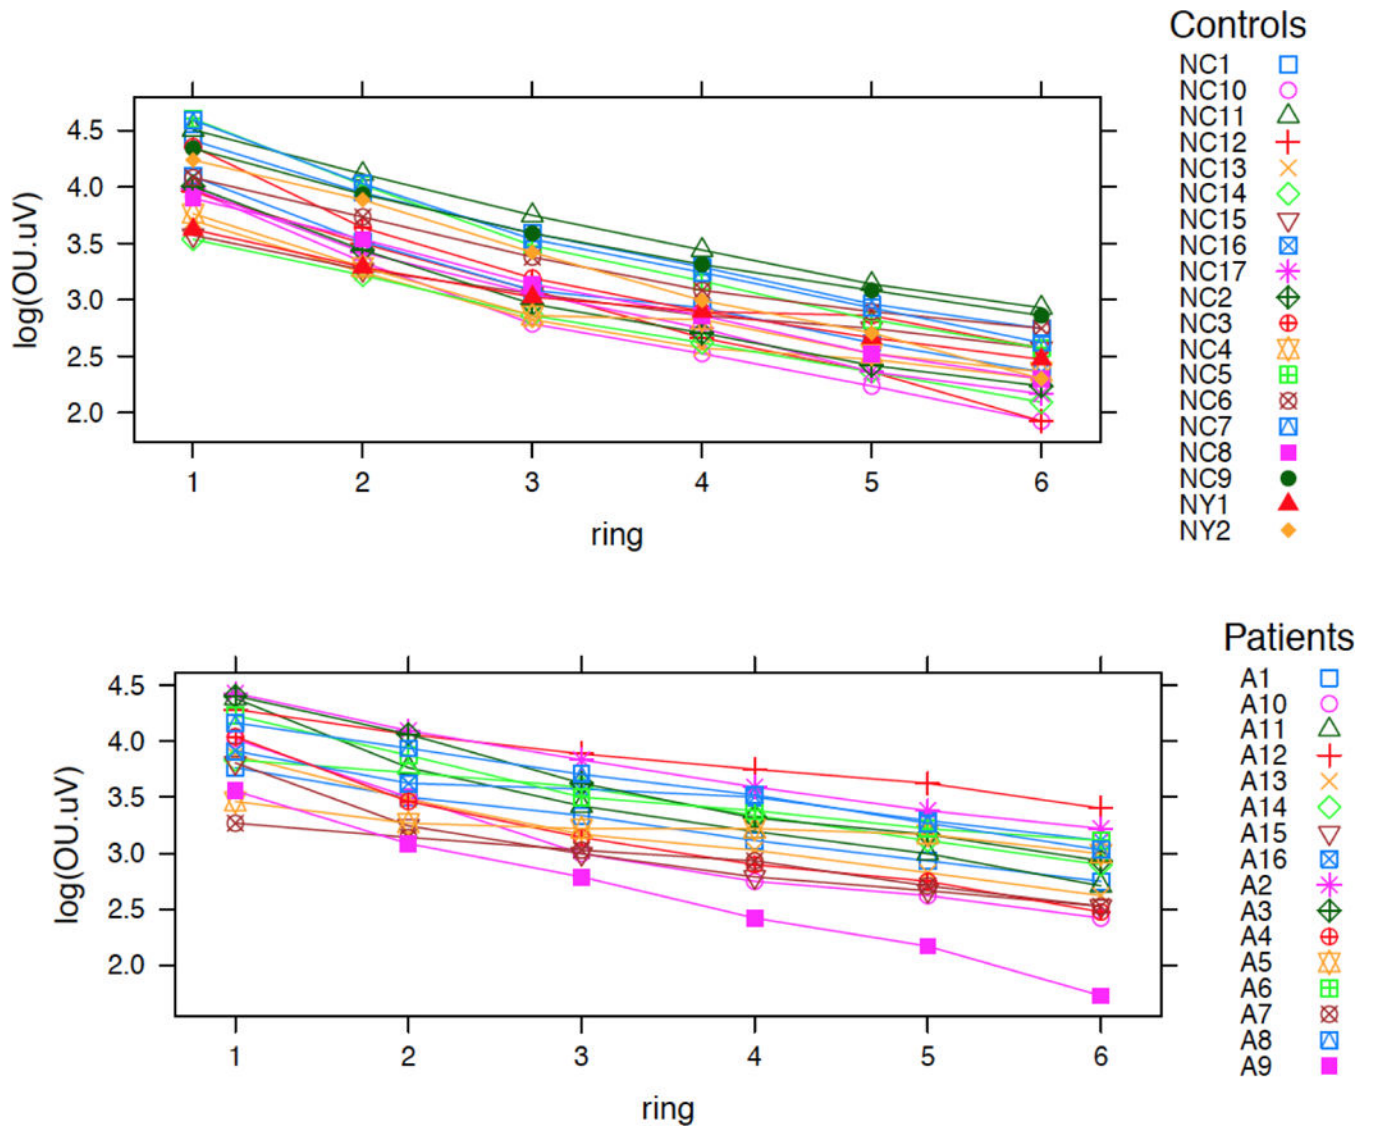 Controls
NC1
NC10
NC11
NC12
NC13
NC14
NC15
NC16
NC17
NC2
NC3
NC4
NC5
NC6
NC7
NC8
NC9
NY1
NY2
log(OU.uV)
4.5
4.0
3.5
3.0
2.5
2.0
1 2 3 4 5 6
ring
Patients
A1
A10
A11
A12
A13
A14
A15
A16
A2
A3
A4
A5
A6
A7
A8
A9
log(OU.uV)
4.5
4.0
3.5
3.0
2.5
2.0
1 2 3 4 5 6
ring